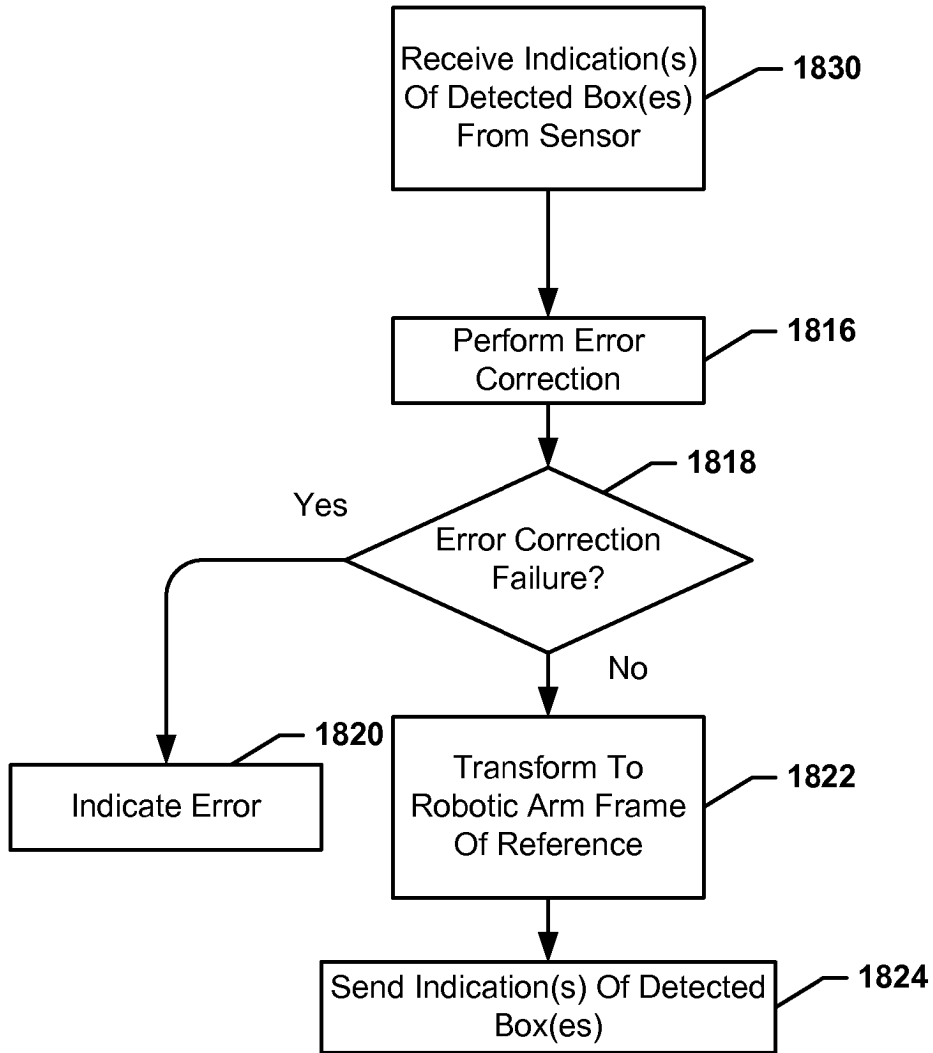 Receive Indication(s)
Of Detected Box(es)
From Sensor
1830
Perform Error
Correction
1816
1818
Yes
Error Correction
Failure?
No
1820
Indicate Error
Transform To
Robotic Arm Frame
Of Reference
1822
Send Indication(s) Of Detected
Box(es)
1824